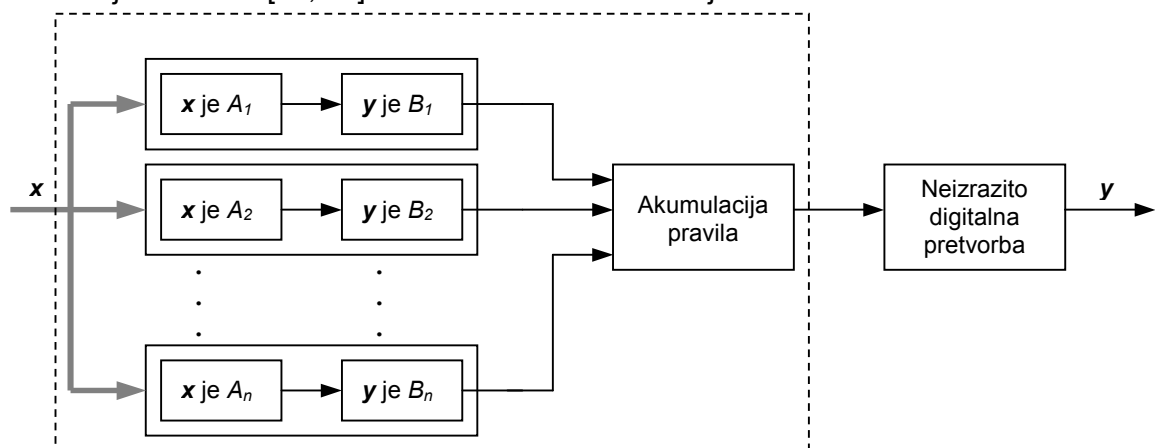 x
x je A1
y je B1
x je A2
y je B2
x je An
y je Bn
Akumulacija
pravila
Neizrazito
digitalna
pretvorba
y